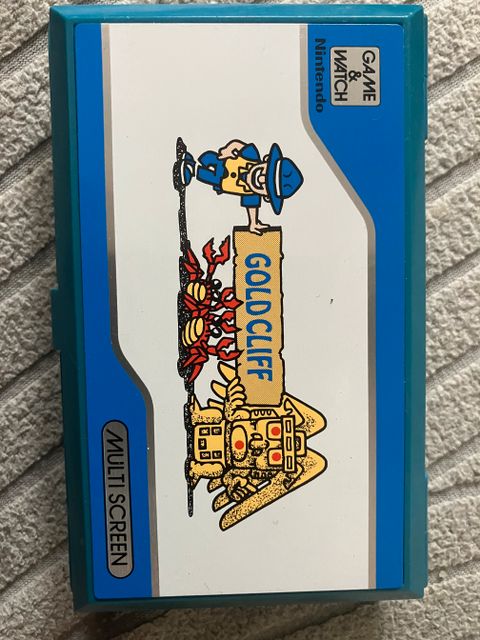 GAME
&
WATCH
Nintendo
GOLD CLIFF
MULTI SCREEN